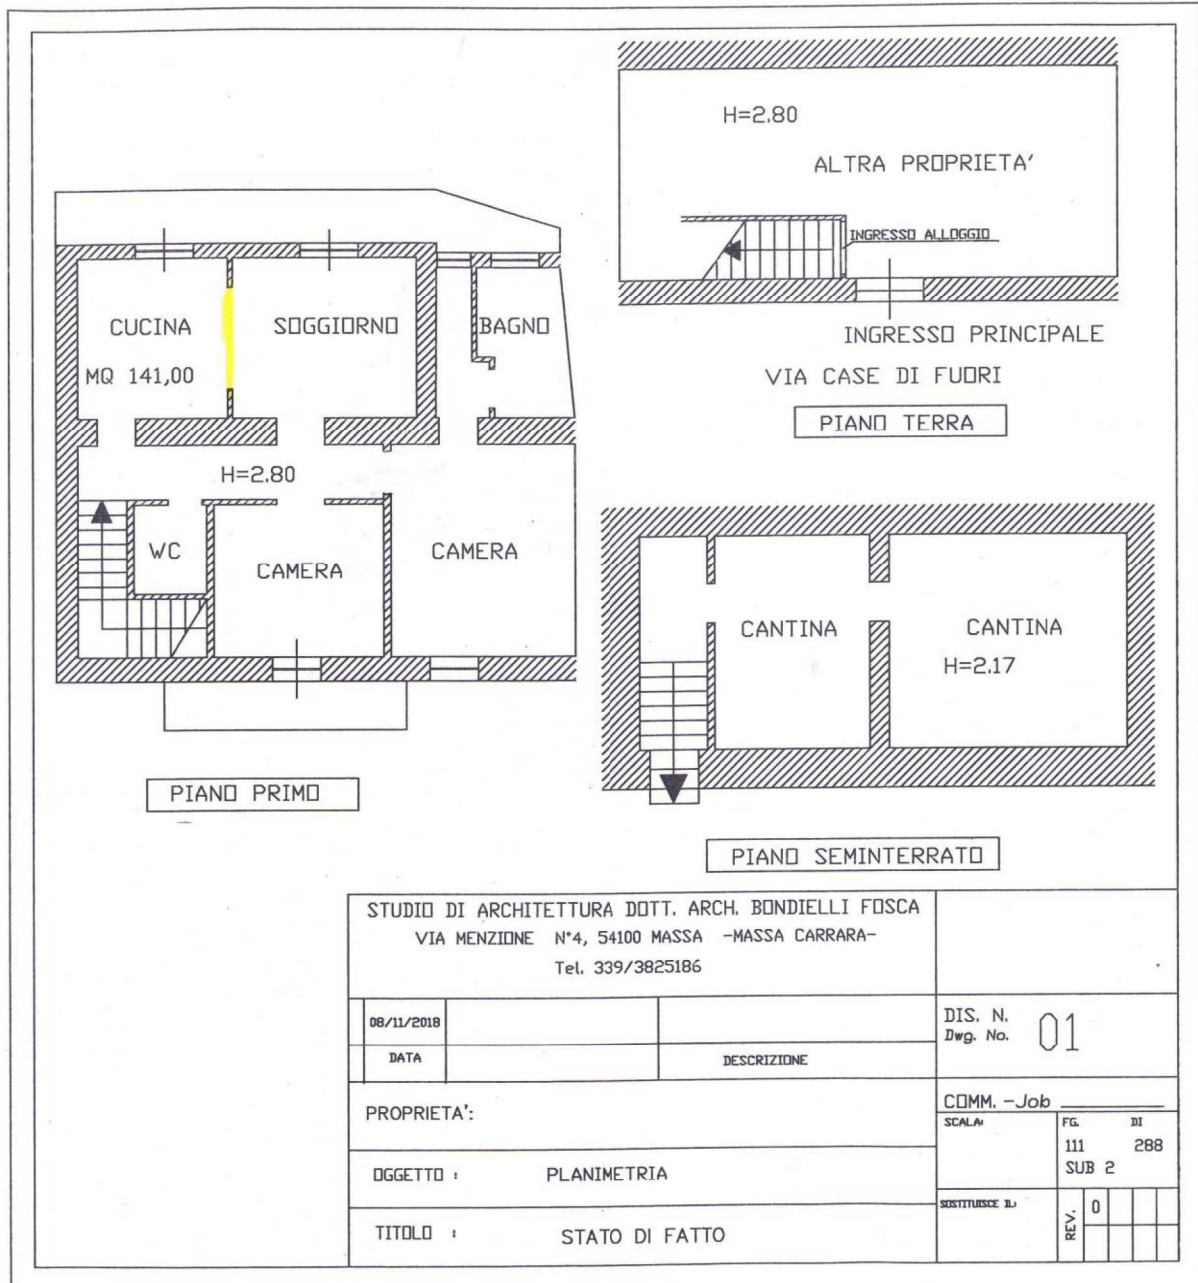 H=2.80
ALTRA PROPRIETA'
INGRESSO ALLOGGIO
INGRESSO PRINCIPALE
VIA CASE DI FUORI
PIANO TERRA
CUCINA
SOGGIORNO
BAGNO
MQ 141,00
H=2.80
WC
CAMERA
CAMERA
PIANO PRIMO
CANTINA
CANTINA
H=2.17
PIANO SEMINTERRATO
STUDIO DI ARCHITETTURA DOTT. ARCH. BONDIELLI FOSCA
VIA MENZIONE N°4, 54100 MASSA -MASSA CARRARA-
Tel. 339/3825186
08/11/2018
DATA
DESCRIZIONE
DIS. N.
Dwg. No.
01
PROPRIETA':
COMM. -Job
SCALA:
FG. DI
111 288
SUB 2
OGGETTO : PLANIMETRIA
TITOLO : STATO DI FATTO
SOSTITUISCE IL:
REV.
0